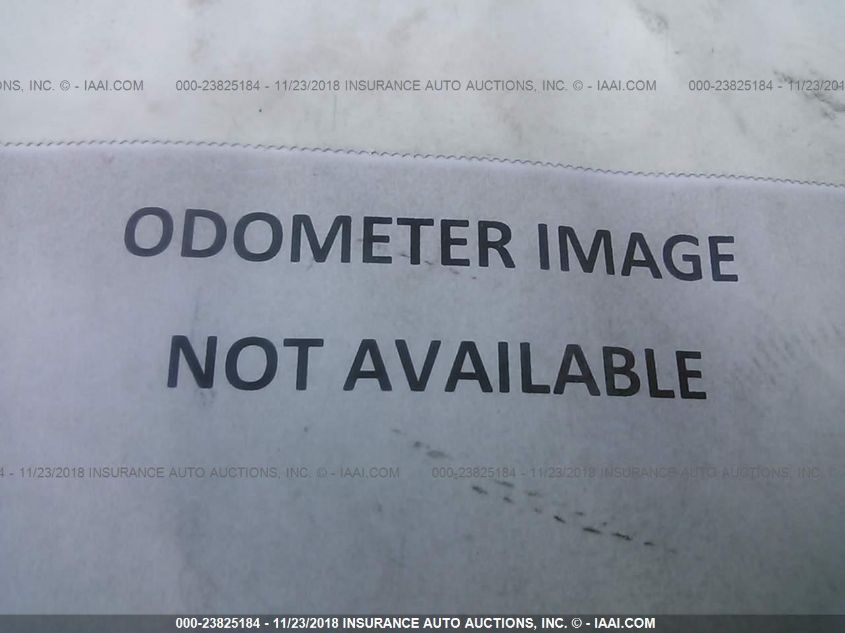 NS, INC. © - IAAI.COM 000-23825184 - 11/23/2018 INSURANCE AUTO AUCTIONS, INC. © - IAAI.COM 000-23825184 - 11/23/201
ODOMETER IMAGE
NOT AVAILABLE
4 - 11/23/2018 INSURANCE AUTO AUCTIONS, INC. © - IAAI.COM 000-23825184 - 11/23/2018 INSURANCE AUTO AUCTIONS, INC. ©
000-23825184 - 11/23/2018 INSURANCE AUTO AUCTIONS, INC. © - IAAI.COM